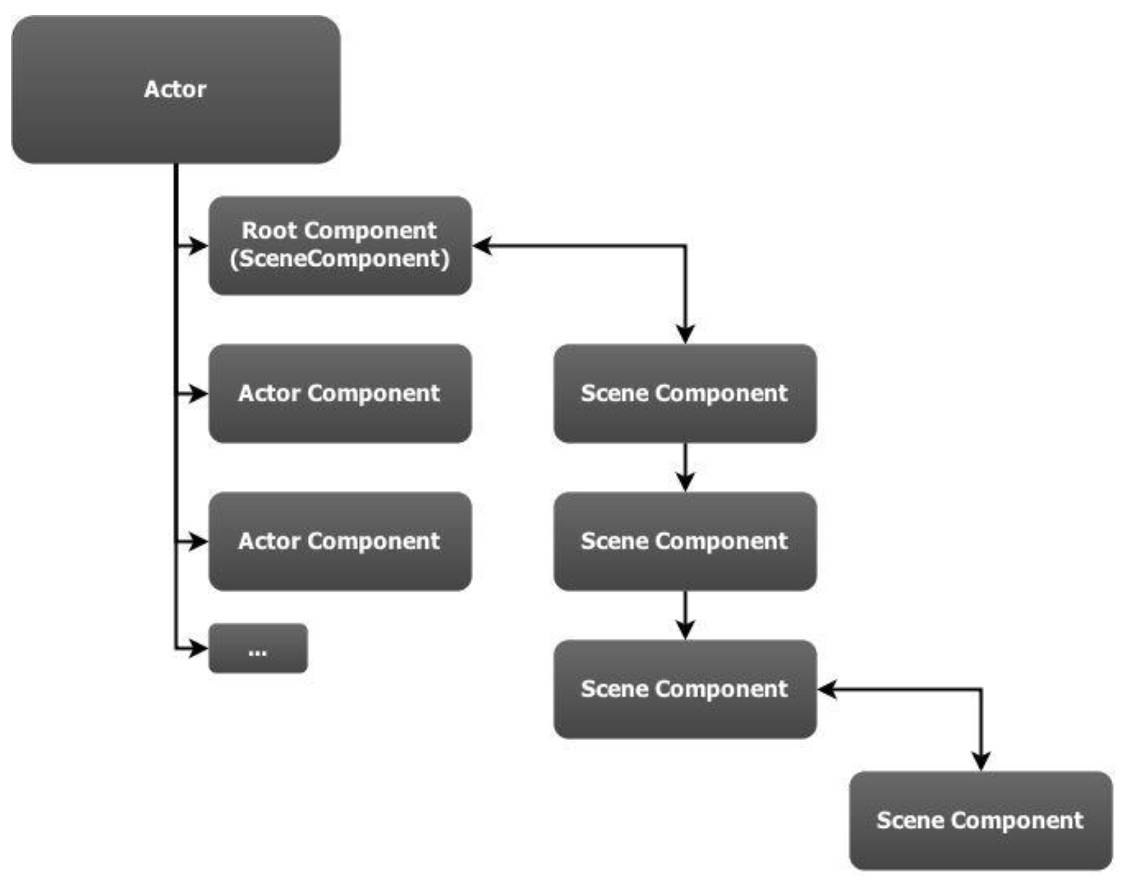 Actor
Root Component
(SceneComponent)
Actor Component
Scene Component
Actor Component
Scene Component
...
Scene Component
Scene Component